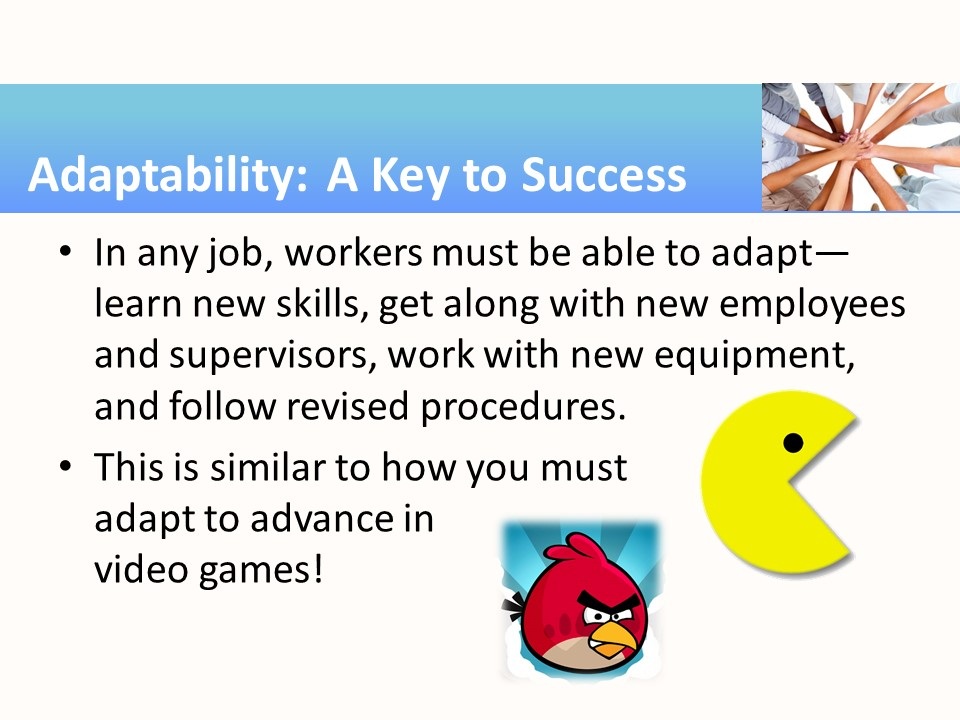 Adaptability: A Key to Success
• In any job, workers must be able to adapt—
learn new skills, get along with new employees
and supervisors, work with new equipment,
and follow revised procedures.
• This is similar to how you must
adapt to advance in
video games!